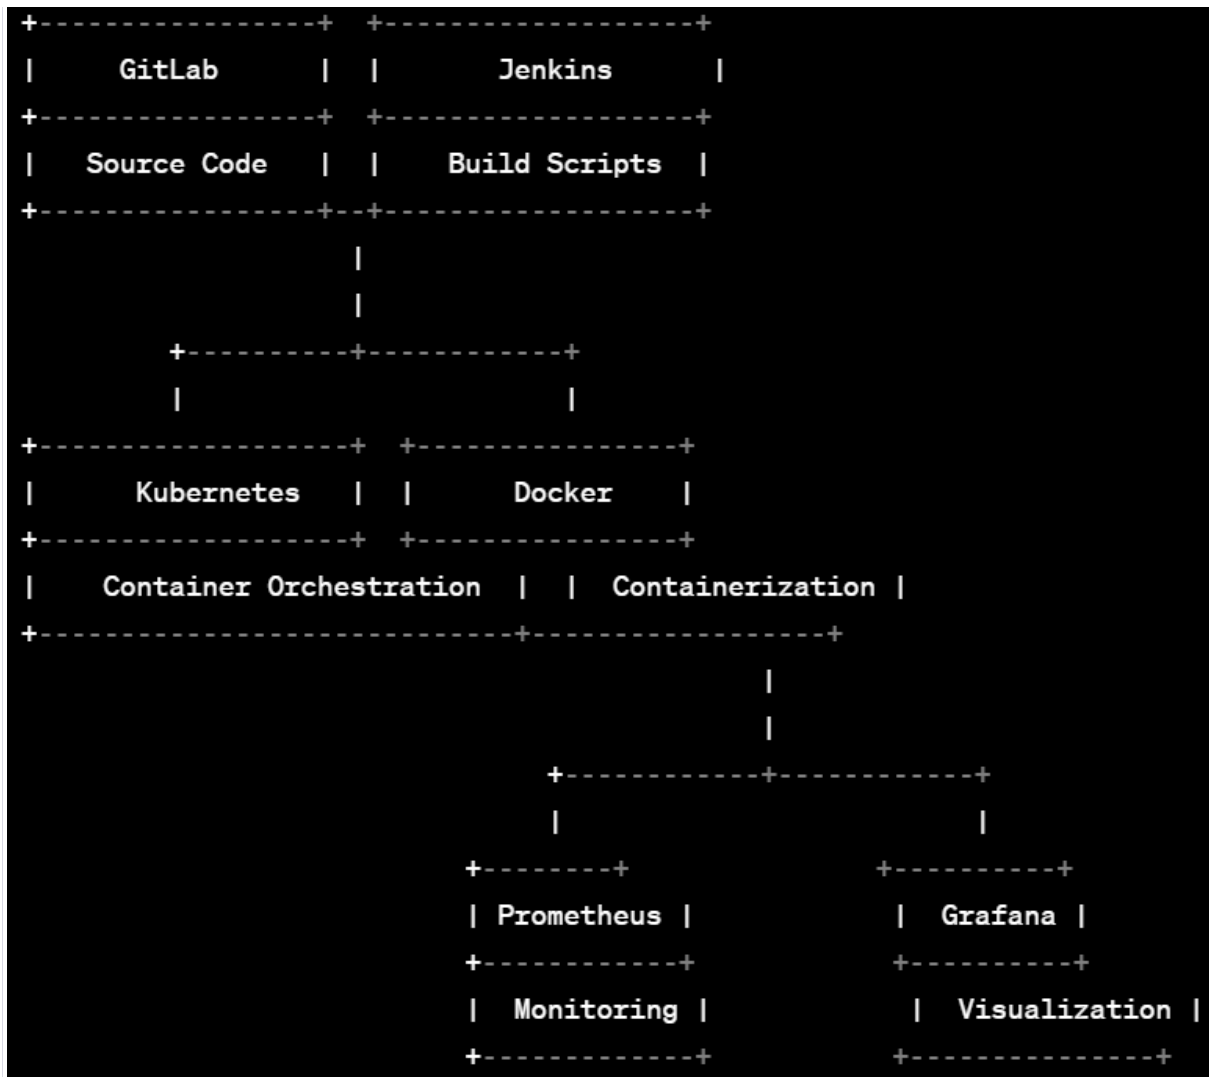 +-----------------+  +-------------------+
|     GitLab      |  |       Jenkins      |
+-----------------+  +-------------------+
|   Source Code   |  |    Build Scripts  |
+-----------------+--+-------------------+
                    |
                    |
         +----------+------------+
         |                       |
+-------------------+  +----------------+
|      Kubernetes   |  |      Docker    |
+-------------------+  +----------------+
|    Container Orchestration  |  |  Containerization |
+-----------------------------+------------------+
                                             |
                                             |
                                +------------+------------+
                                |                         |
                           +--------+               +----------+
                           | Prometheus |            |  Grafana |
                           +------------+            +----------+
                           |  Monitoring |            |  Visualization |
                           +-------------+           +---------------+